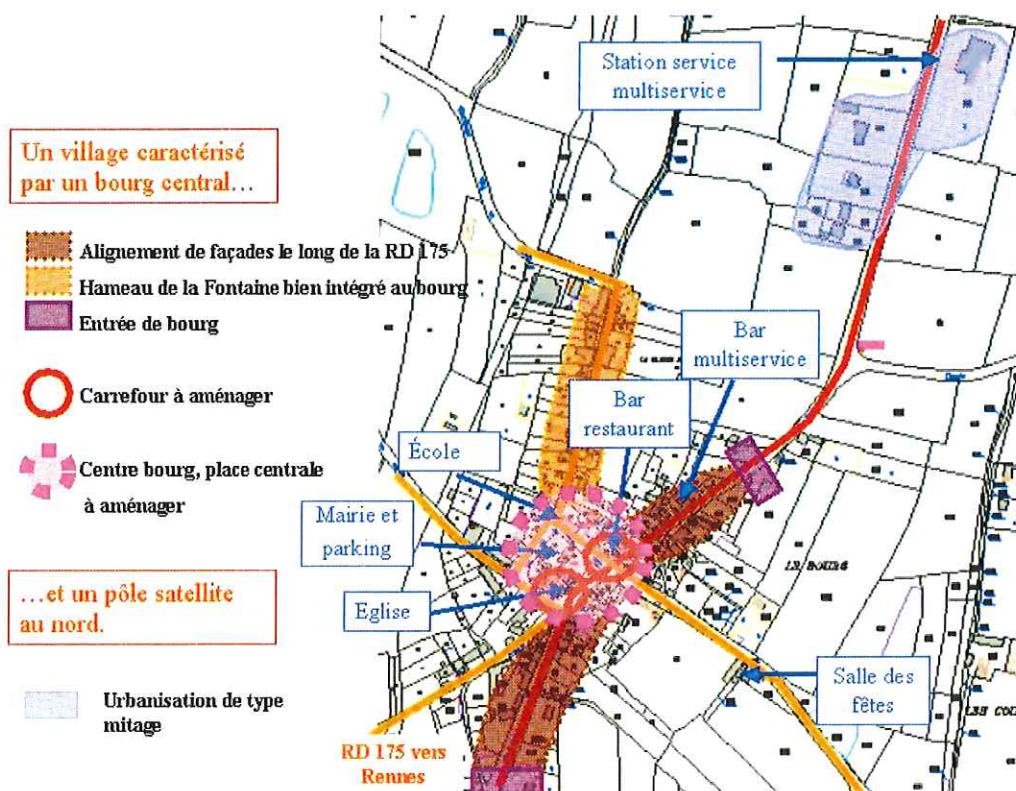 Un village caractérisé
par un bourg central…
Alignement de façades le long de la RD 175
Hameau de la Fontaine bien intégré au bourg
Entrée de bourg
Carrefour à aménager
Centre bourg, place centrale
à aménager
…et un pôle satellite
au nord.
Urbanisation de type
mitage
Station service
multiservice
Bar
multiservice
Bar
restaurant
École
Mairie et
parking
Eglise
LE BOURG
Salle des
fêtes
RD 175 vers
Rennes